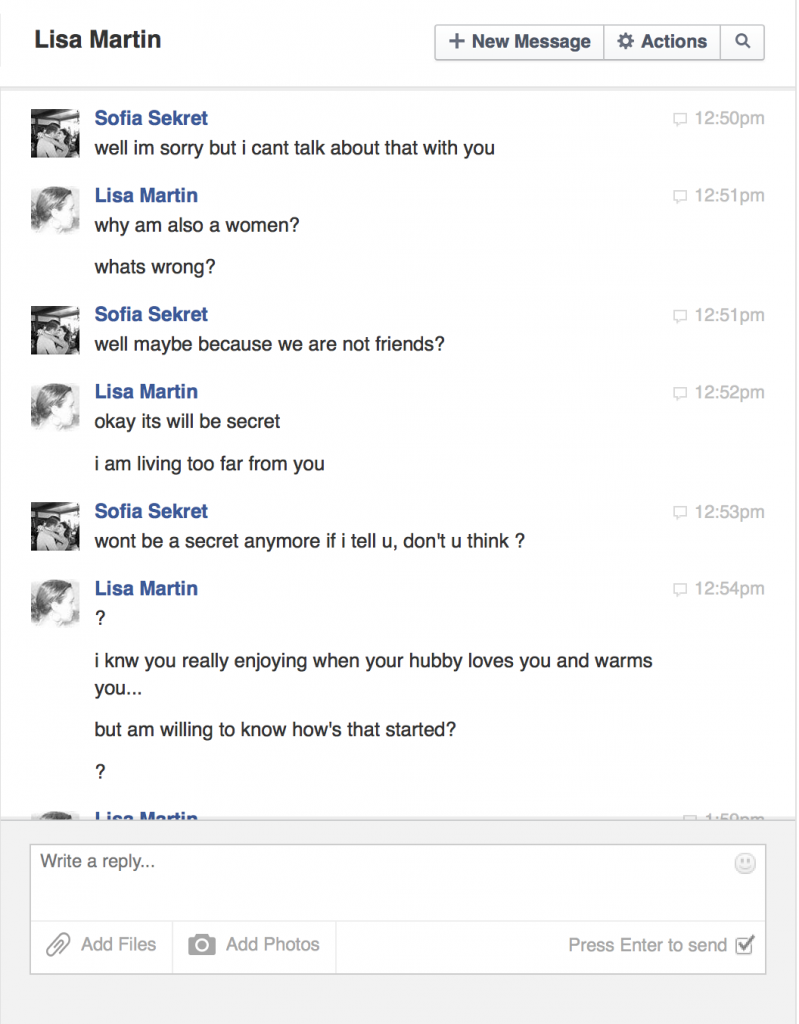 Lisa Martin
New Message
Actions
Sofia Sekret
12:50pm
well im sorry but i cant talk about that with you
Lisa Martin
12:51pm
why am also a women?
whats wrong?
Sofia Sekret
12:51pm
well maybe because we are not friends?
Lisa Martin
12:52pm
okay its will be secret
i am living too far from you
Sofia Sekret
12:53pm
wont be a secret anymore if i tell u, don't u think ?
Lisa Martin
12:54pm
?
i knw you really enjoying when your hubby loves you and warms
you...
but am willing to know how's that started?
?
Lisa Martin
1:59pm
Write a reply...
Add Files
Add Photos
Press Enter to send